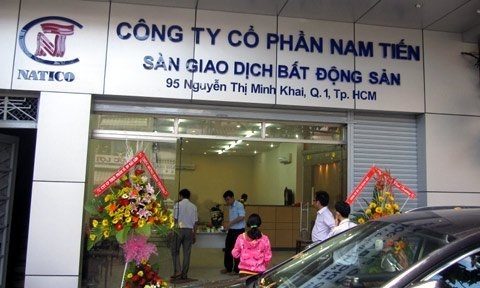 CÔNG TY CỔ PHẦN NAM TIẾN
SÀN GIAO DỊCH BẤT ĐỘNG SẢN
95 Nguyễn Thị Minh Khai, Q.1, Tp. HCM
NATICO